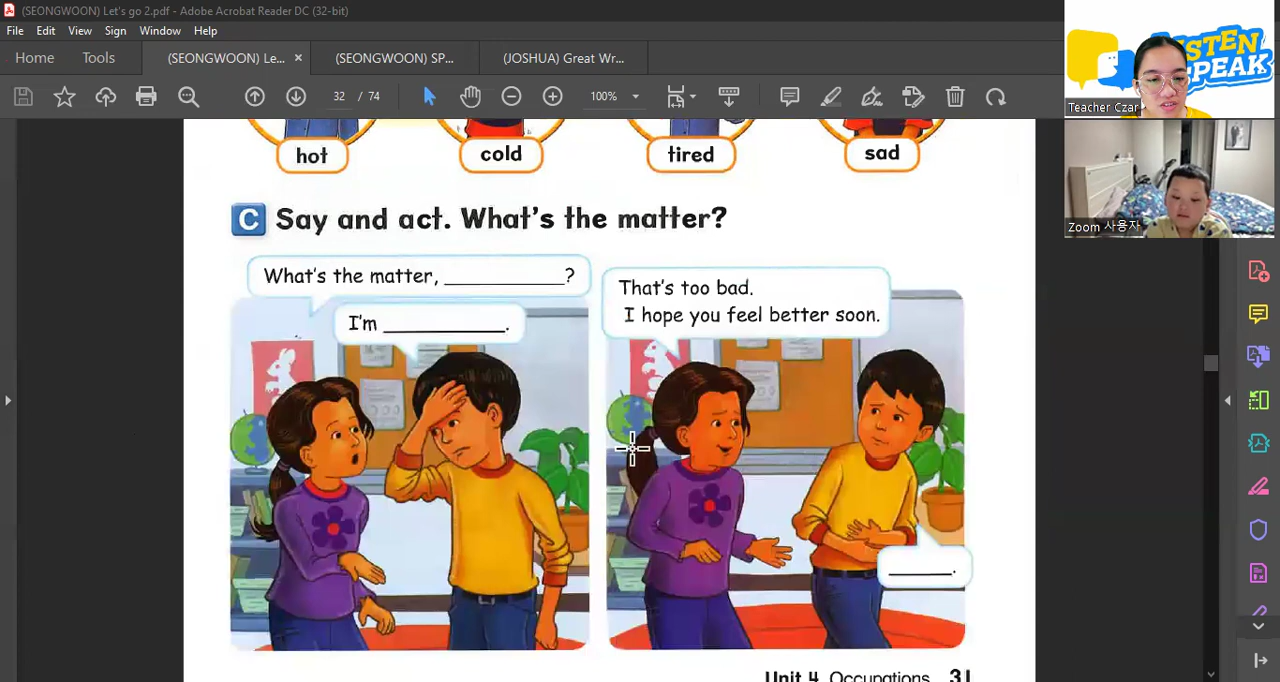 (SEONGWOON) Let's go 2.pdf - Adobe Acrobat Reader DC (32-bit)
File Edit View Sign Window Help
Home Tools (SEONGWOON) Le... × (SEONGWOON) SP... (JOSHUA) Great Wr...
32 / 74 100%
LISTEN
SPEAK
Teacher Czar
Zoom 사용자
hot cold tired sad
C Say and act. What's the matter?
What's the matter, ___________?
I'm ___________.
That's too bad.
I hope you feel better soon.
______.
Unit 4 Occupations 31